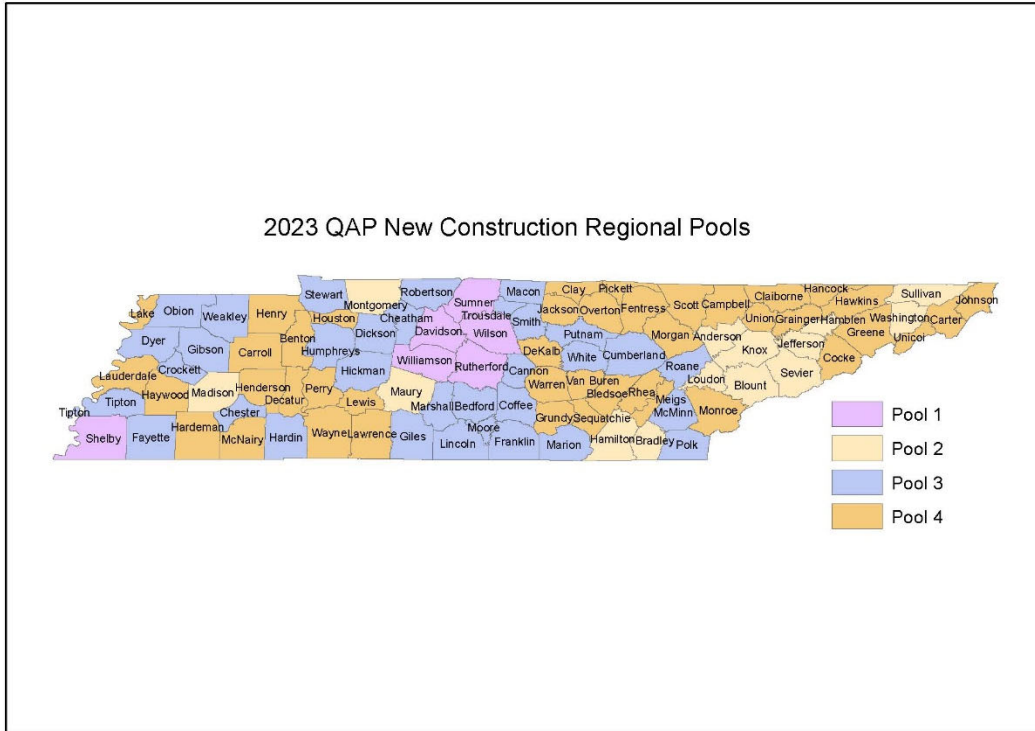 2023 QAP New Construction Regional Pools
Stewart
Montgomery
Robertson
Sumner
Macon
Clay
Pickett
Hancock
Sullivan
Johnson
Lake
Obion
Weakley
Henry
Houston
Cheatham
Trousdale
Jackson
Overton
Fentress
Scott
Campbell
Claiborne
Hawkins
Union
Grainger
Hamblen
Washington
Carter
Dyer
Gibson
Benton
Dickson
Davidson
Wilson
Smith
Putnam
Morgan
Anderson
Jefferson
Greene
Unicoi
Crockett
Carroll
Humphreys
Williamson
Rutherford
DeKalb
White
Cumberland
Roane
Knox
Cocke
Lauderdale
Haywood
Madison
Henderson
Decatur
Perry
Hickman
Maury
Cannon
Warren
Van Buren
Bledsoe
Rhea
Loudon
Blount
Sevier
Tipton
Tipton
Chester
Lewis
Marshall
Bedford
Coffee
Grundy
Sequatchie
Meigs
McMinn
Monroe
Shelby
Fayette
Hardeman
McNairy
Hardin
Wayne
Lawrence
Giles
Lincoln
Moore
Franklin
Marion
Hamilton
Bradley
Polk
Pool 1
Pool 2
Pool 3
Pool 4